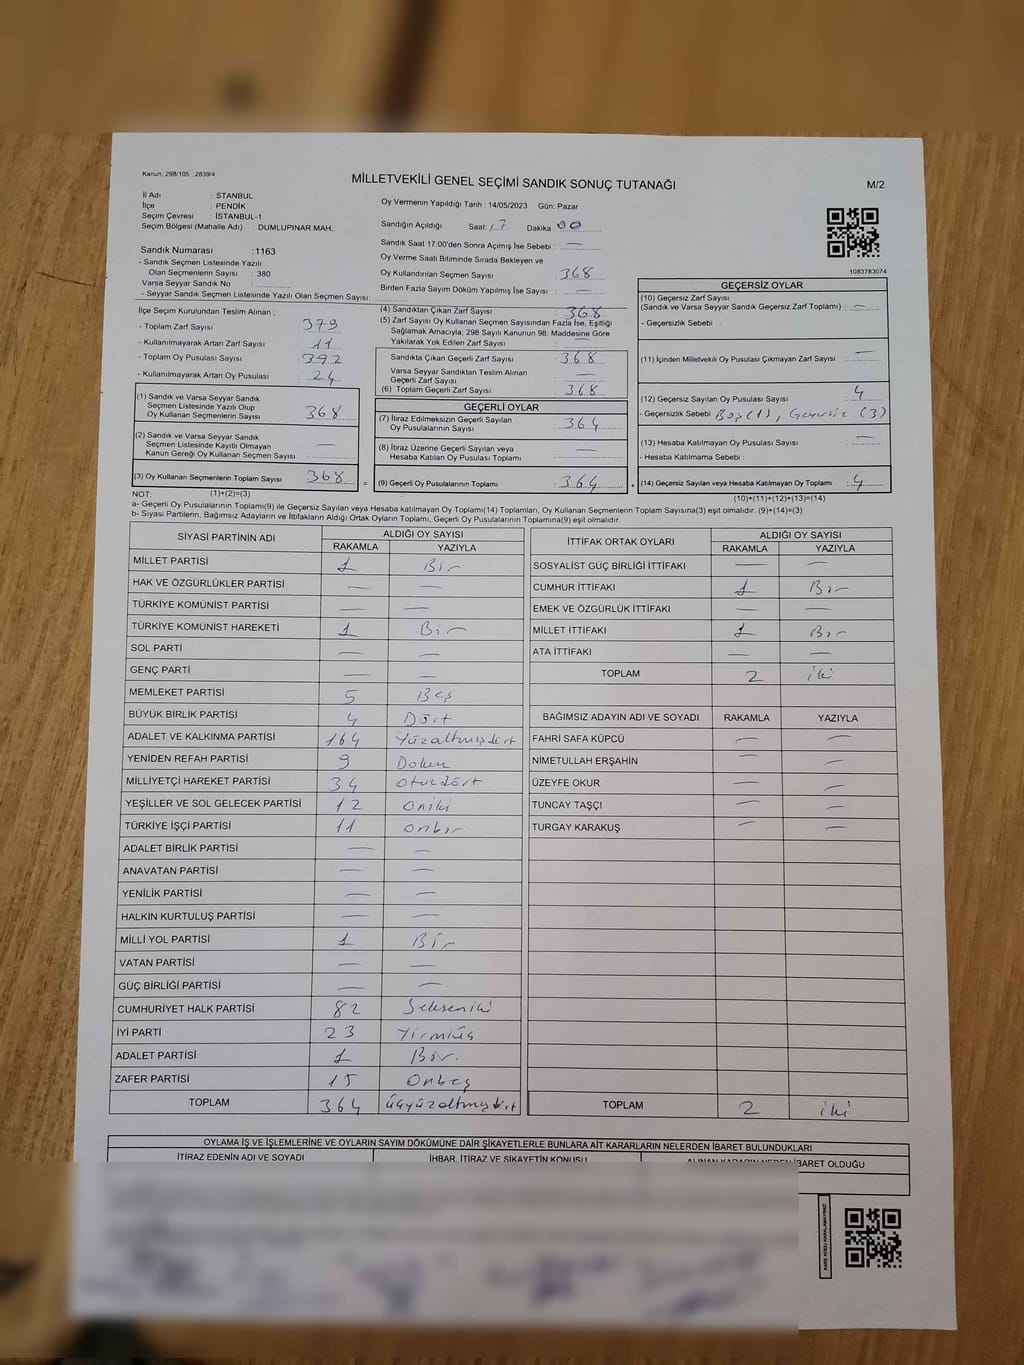 Kanun, 298/105 . 2839/4
MİLLETVEKİLİ GENEL SEÇİMİ SANDIK SONUÇ TUTANAĞI
M/2
İl Adı : STANBUL
İlçe : PENDİK
Seçim Çevresi : İSTANBUL-1
Seçim Bölgesi (Mahalle Adı) : DUMLUPINAR MAH.
Sandık Numarası :1163
- Sandık Seçmen Listesinde Yazılı
Olan Seçmenlerin Sayısı : 380
Varsa Seyyar Sandık No :
- Seyyar Sandık Seçmen Listesinde Yazılı Olan Seçmen Sayısı:
Oy Vermenin Yapıldığı Tarih : 14/05/2023 Gün: Pazar
Sandığın Açıldığı Saat: 17 Dakika 00
Sandık Saat 17:00'den Sonra Açımış İse Sebebi : —
Oy Verme Saati Bitiminde Sırada Bekleyen ve
Oy Kullandırılan Seçmen Sayısı : 368
Birden Fazla Sayım Döküm Yapılmış İse Sayısı : —
1083783074
İlçe Seçim Kurulundan Teslim Alınan ;
- Toplam Zarf Sayısı : 379
- Kullanılmayarak Artan Zarf Sayısı : 11
- Toplam Oy Pusulası Sayısı : 392
- Kullanılmayarak Artan Oy Pusulası : 24
(1) Sandık ve Varsa Seyyar Sandık
Seçmen Listesinde Yazılı Olup
Oy Kullanan Seçmenlerin Sayısı : 368
(2) Sandık ve Varsa Seyyar Sandık
Seçmen Listesinde Kayıtlı Olmayan
Kanun Gereği Oy Kullanan Seçmen Sayısı : —
(3) Oy Kullanan Seçmenlerin Toplam Sayısı : 368
(4) Sandıktan Çıkan Zarf Sayısı : 368
(5) Zarf Sayısı Oy Kullanan Seçmen Sayısından Fazla İse, Eşitliği
Sağlamak Amacıyla; 298 Sayılı Kanunun 98. Maddesine Göre
Yakılarak Yok Edilen Zarf Sayısı : —
Sandıkta Çıkan Geçerli Zarf Sayısı : 368
Varsa Seyyar Sandıktan Teslim Alınan
Geçerli Zarf Sayısı : —
(6) Toplam Geçerli Zarf Sayısı : 368
GEÇERLİ OYLAR
(7) İtiraz Edilmeksizin Geçerli Sayılan
Oy Pusulalarının Sayısı : 364
(8) İtiraz Üzerine Geçerli Sayılan veya
Hesaba Katılan Oy Pusulası Toplamı : —
= (9) Geçerli Oy Pusulalarının Toplamı : 364
GEÇERSİZ OYLAR
(10) Geçersiz Zarf Sayısı
(Sandık ve Varsa Seyyar Sandık Geçersiz Zarf Toplamı) : —
- Geçersizlik Sebebi :
(11) İçinden Milletvekili Oy Pusulası Çıkmayan Zarf Sayısı : —
(12) Geçersiz Sayılan Oy Pusulası Sayısı : 4
- Geçersizlik Sebebi : Boş (1), Geçersiz (3)
(13) Hesaba Katılmayan Oy Pusulası Sayısı : —
- Hesaba Katılmama Sebebi :
+ (14) Geçersiz Sayılan veya Hesaba Katılmayan Oy Toplamı : 4
NOT: (1)+(2)=(3)
(10)+(11)+(12)+(13)=(14)
a- Geçerli Oy Pusulalarının Toplamı(9) ile Geçersiz Sayılan veya Hesaba katılmayan Oy Toplamı(14) Toplamları, Oy Kullanan Seçmenlerin Toplam Sayısına(3) eşit olmalıdır. (9)+(14)=(3)
b- Siyasi Partilerin, Bağımsız Adayların ve İttifakların Aldığı Ortak Oyların Toplamı, Geçerli Oy Pusulalarının Toplamına(9) eşit olmalıdır.
SİYASİ PARTİNİN ADI ALDIĞI OY SAYISI
RAKAMLA YAZIYLA
MİLLET PARTİSİ 1 Bir
HAK VE ÖZGÜRLÜKLER PARTİSİ — —
TÜRKİYE KOMÜNİST PARTİSİ — —
TÜRKİYE KOMÜNİST HAREKETİ 1 Bir
SOL PARTİ — —
GENÇ PARTİ — —
MEMLEKET PARTİSİ 5 Beş
BÜYÜK BİRLİK PARTİSİ 4 Dört
ADALET VE KALKINMA PARTİSİ 164 Yüzaltmışdört
YENİDEN REFAH PARTİSİ 9 Dokuz
MİLLİYETÇİ HAREKET PARTİSİ 34 Otuzdört
YEŞİLLER VE SOL GELECEK PARTİSİ 12 Oniki
TÜRKİYE İŞÇİ PARTİSİ 11 Onbir
ADALET BİRLİK PARTİSİ — —
ANAVATAN PARTİSİ — —
YENİLİK PARTİSİ — —
HALKIN KURTULUŞ PARTİSİ — —
MİLLİ YOL PARTİSİ 1 Bir
VATAN PARTİSİ — —
GÜÇ BİRLİĞİ PARTİSİ — —
CUMHURİYET HALK PARTİSİ 82 Sekseniki
İYİ PARTİ 23 Yirmiüç
ADALET PARTİSİ 1 Bir.
ZAFER PARTİSİ 15 Onbeş
TOPLAM 364 üçyüzaltmışdört
İTTİFAK ORTAK OYLARI ALDIĞI OY SAYISI
RAKAMLA YAZIYLA
SOSYALİST GÜÇ BİRLİĞİ İTTİFAKI — —
CUMHUR İTTİFAKI 1 Bir
EMEK VE ÖZGÜRLÜK İTTİFAKI — —
MİLLET İTTİFAKI 1 Bir
ATA İTTİFAKI — —
TOPLAM 2 iki
BAĞIMSIZ ADAYIN ADI VE SOYADI RAKAMLA YAZIYLA
FAHRİ SAFA KÜPCÜ — —
NİMETULLAH ERŞAHİN — —
ÜZEYFE OKUR — —
TUNCAY TAŞÇI — —
TURGAY KARAKUŞ — —
TOPLAM 2 iki
OYLAMA İŞ VE İŞLEMLERİNE VE OYLARIN SAYIM DÖKÜMÜNE DAİR ŞİKAYETLERLE BUNLARA AİT KARARLARIN NELERDEN İBARET BULUNDUKLARI
İTİRAZ EDENİN ADI VE SOYADI
İHBAR, İTİRAZ VE ŞİKAYETİN KONUSU
ALINAN KARARIN NEDEN İBARET OLDUĞU